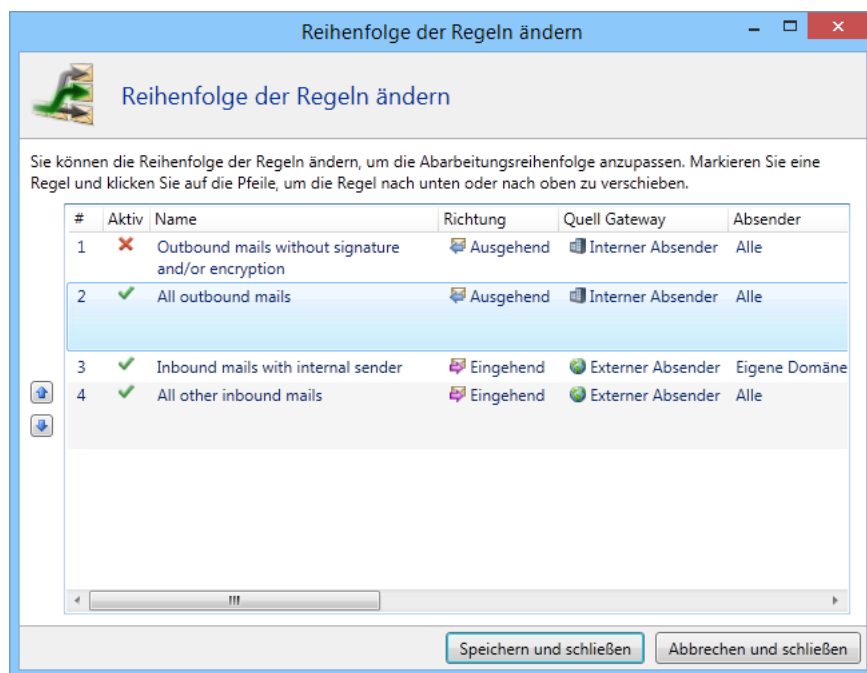 Reihenfolge der Regeln ändern
Reihenfolge der Regeln ändern
Sie können die Reihenfolge der Regeln ändern, um die Abarbeitungsreihenfolge anzupassen. Markieren Sie eine
Regel und klicken Sie auf die Pfeile, um die Regel nach unten oder nach oben zu verschieben.
# Aktiv Name Richtung Quell Gateway Absender
1 Outbound mails without signature Ausgehend Interner Absender Alle
and/or encryption
2 All outbound mails Ausgehend Interner Absender Alle
3 Inbound mails with internal sender Eingehend Externer Absender Eigene Domäne
4 All other inbound mails Eingehend Externer Absender Alle
Speichern und schließen Abbrechen und schließen